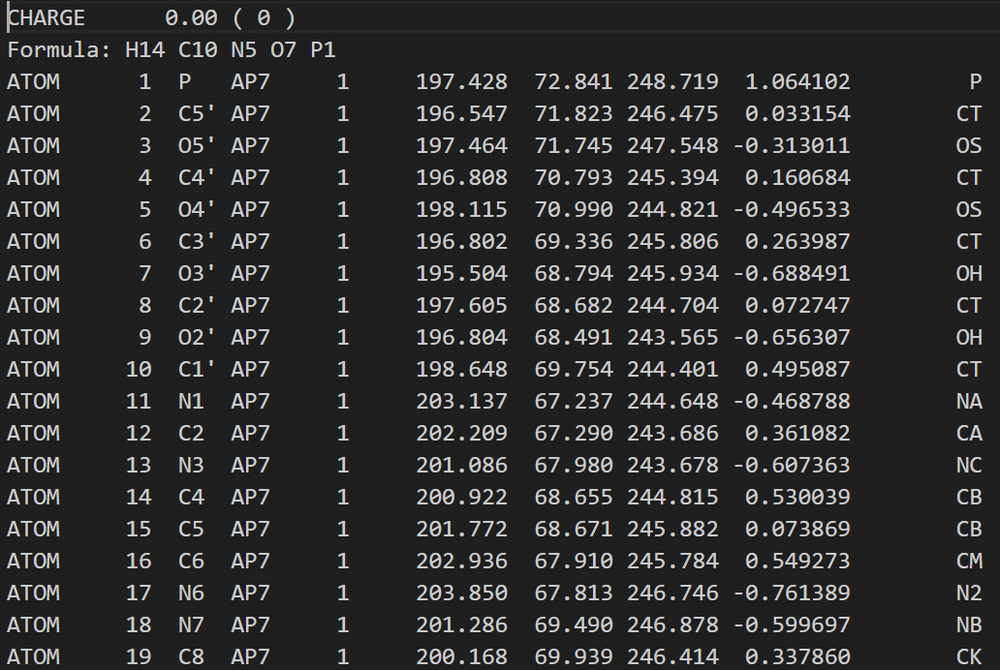 CHARGE      0.00 ( 0 )
Formula: H14 C10 N5 O7 P1
ATOM      1  P   AP7     1     197.428  72.841 248.719  1.064102         P
ATOM      2  C5' AP7     1     196.547  71.823 246.475  0.033154        CT
ATOM      3  O5' AP7     1     197.464  71.745 247.548 -0.313011        OS
ATOM      4  C4' AP7     1     196.808  70.793 245.394  0.160684        CT
ATOM      5  O4' AP7     1     198.115  70.990 244.821 -0.496533        OS
ATOM      6  C3' AP7     1     196.802  69.336 245.806  0.263987        CT
ATOM      7  O3' AP7     1     195.504  68.794 245.934 -0.688491        OH
ATOM      8  C2' AP7     1     197.605  68.682 244.704  0.072747        CT
ATOM      9  O2' AP7     1     196.804  68.491 243.565 -0.656307        OH
ATOM     10  C1' AP7     1     198.648  69.754 244.401  0.495087        CT
ATOM     11  N1  AP7     1     203.137  67.237 244.648 -0.468788        NA
ATOM     12  C2  AP7     1     202.209  67.290 243.686  0.361082        CA
ATOM     13  N3  AP7     1     201.086  67.980 243.678 -0.607363        NC
ATOM     14  C4  AP7     1     200.922  68.655 244.815  0.530039        CB
ATOM     15  C5  AP7     1     201.772  68.671 245.882  0.073869        CB
ATOM     16  C6  AP7     1     202.936  67.910 245.784  0.549273        CM
ATOM     17  N6  AP7     1     203.850  67.813 246.746 -0.761389        N2
ATOM     18  N7  AP7     1     201.286  69.490 246.878 -0.599697        NB
ATOM     19  C8  AP7     1     200.168  69.939 246.414  0.337860        CK